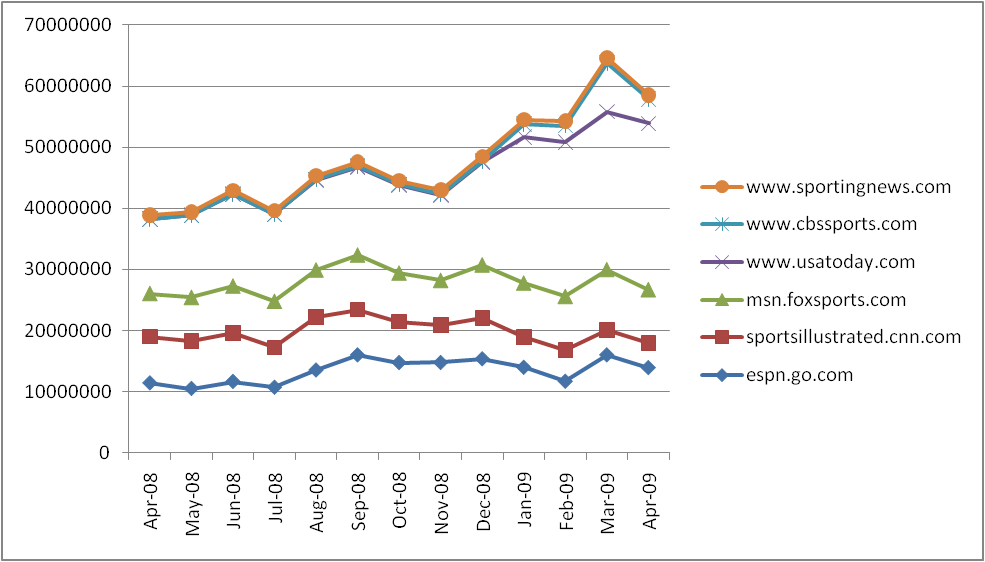 70000000
60000000
50000000
40000000
30000000
20000000
10000000
0
Apr-08
May-08
Jun-08
Jul-08
Aug-08
Sep-08
Oct-08
Nov-08
Dec-08
Jan-09
Feb-09
Mar-09
Apr-09
www.sportingnews.com
www.cbssports.com
www.usatoday.com
msn.foxsports.com
sportsillustrated.cnn.com
espn.go.com